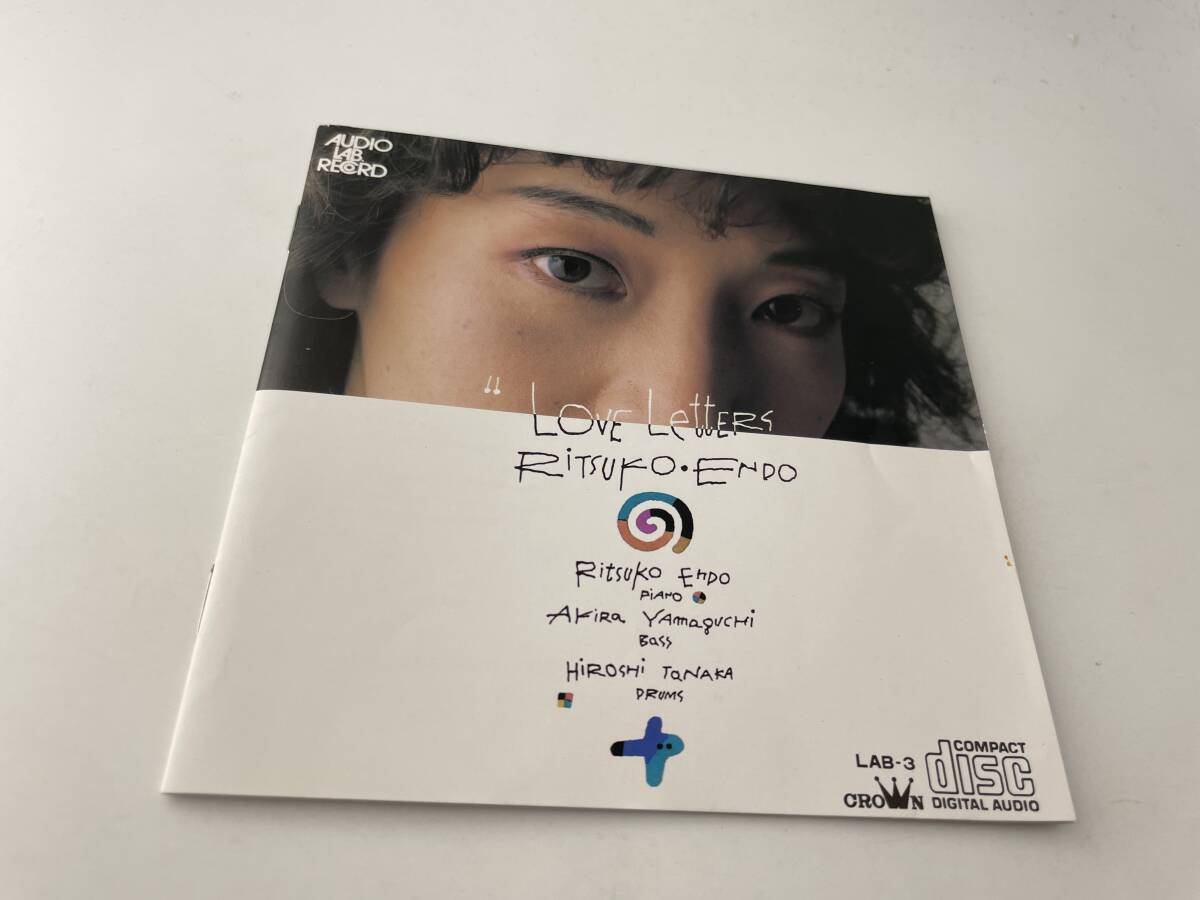 AUDIO
LAB.
RECORD
"LOVE LettERS
RiTSUKO・ENDO
RitSUKO ENDO
PiANO
AKiRA YAMAgUCHi
BASS
HiROSHi TaNAKA
DRUMS
LAB-3
CROWN
COMPACT
disc
DIGITAL AUDIO